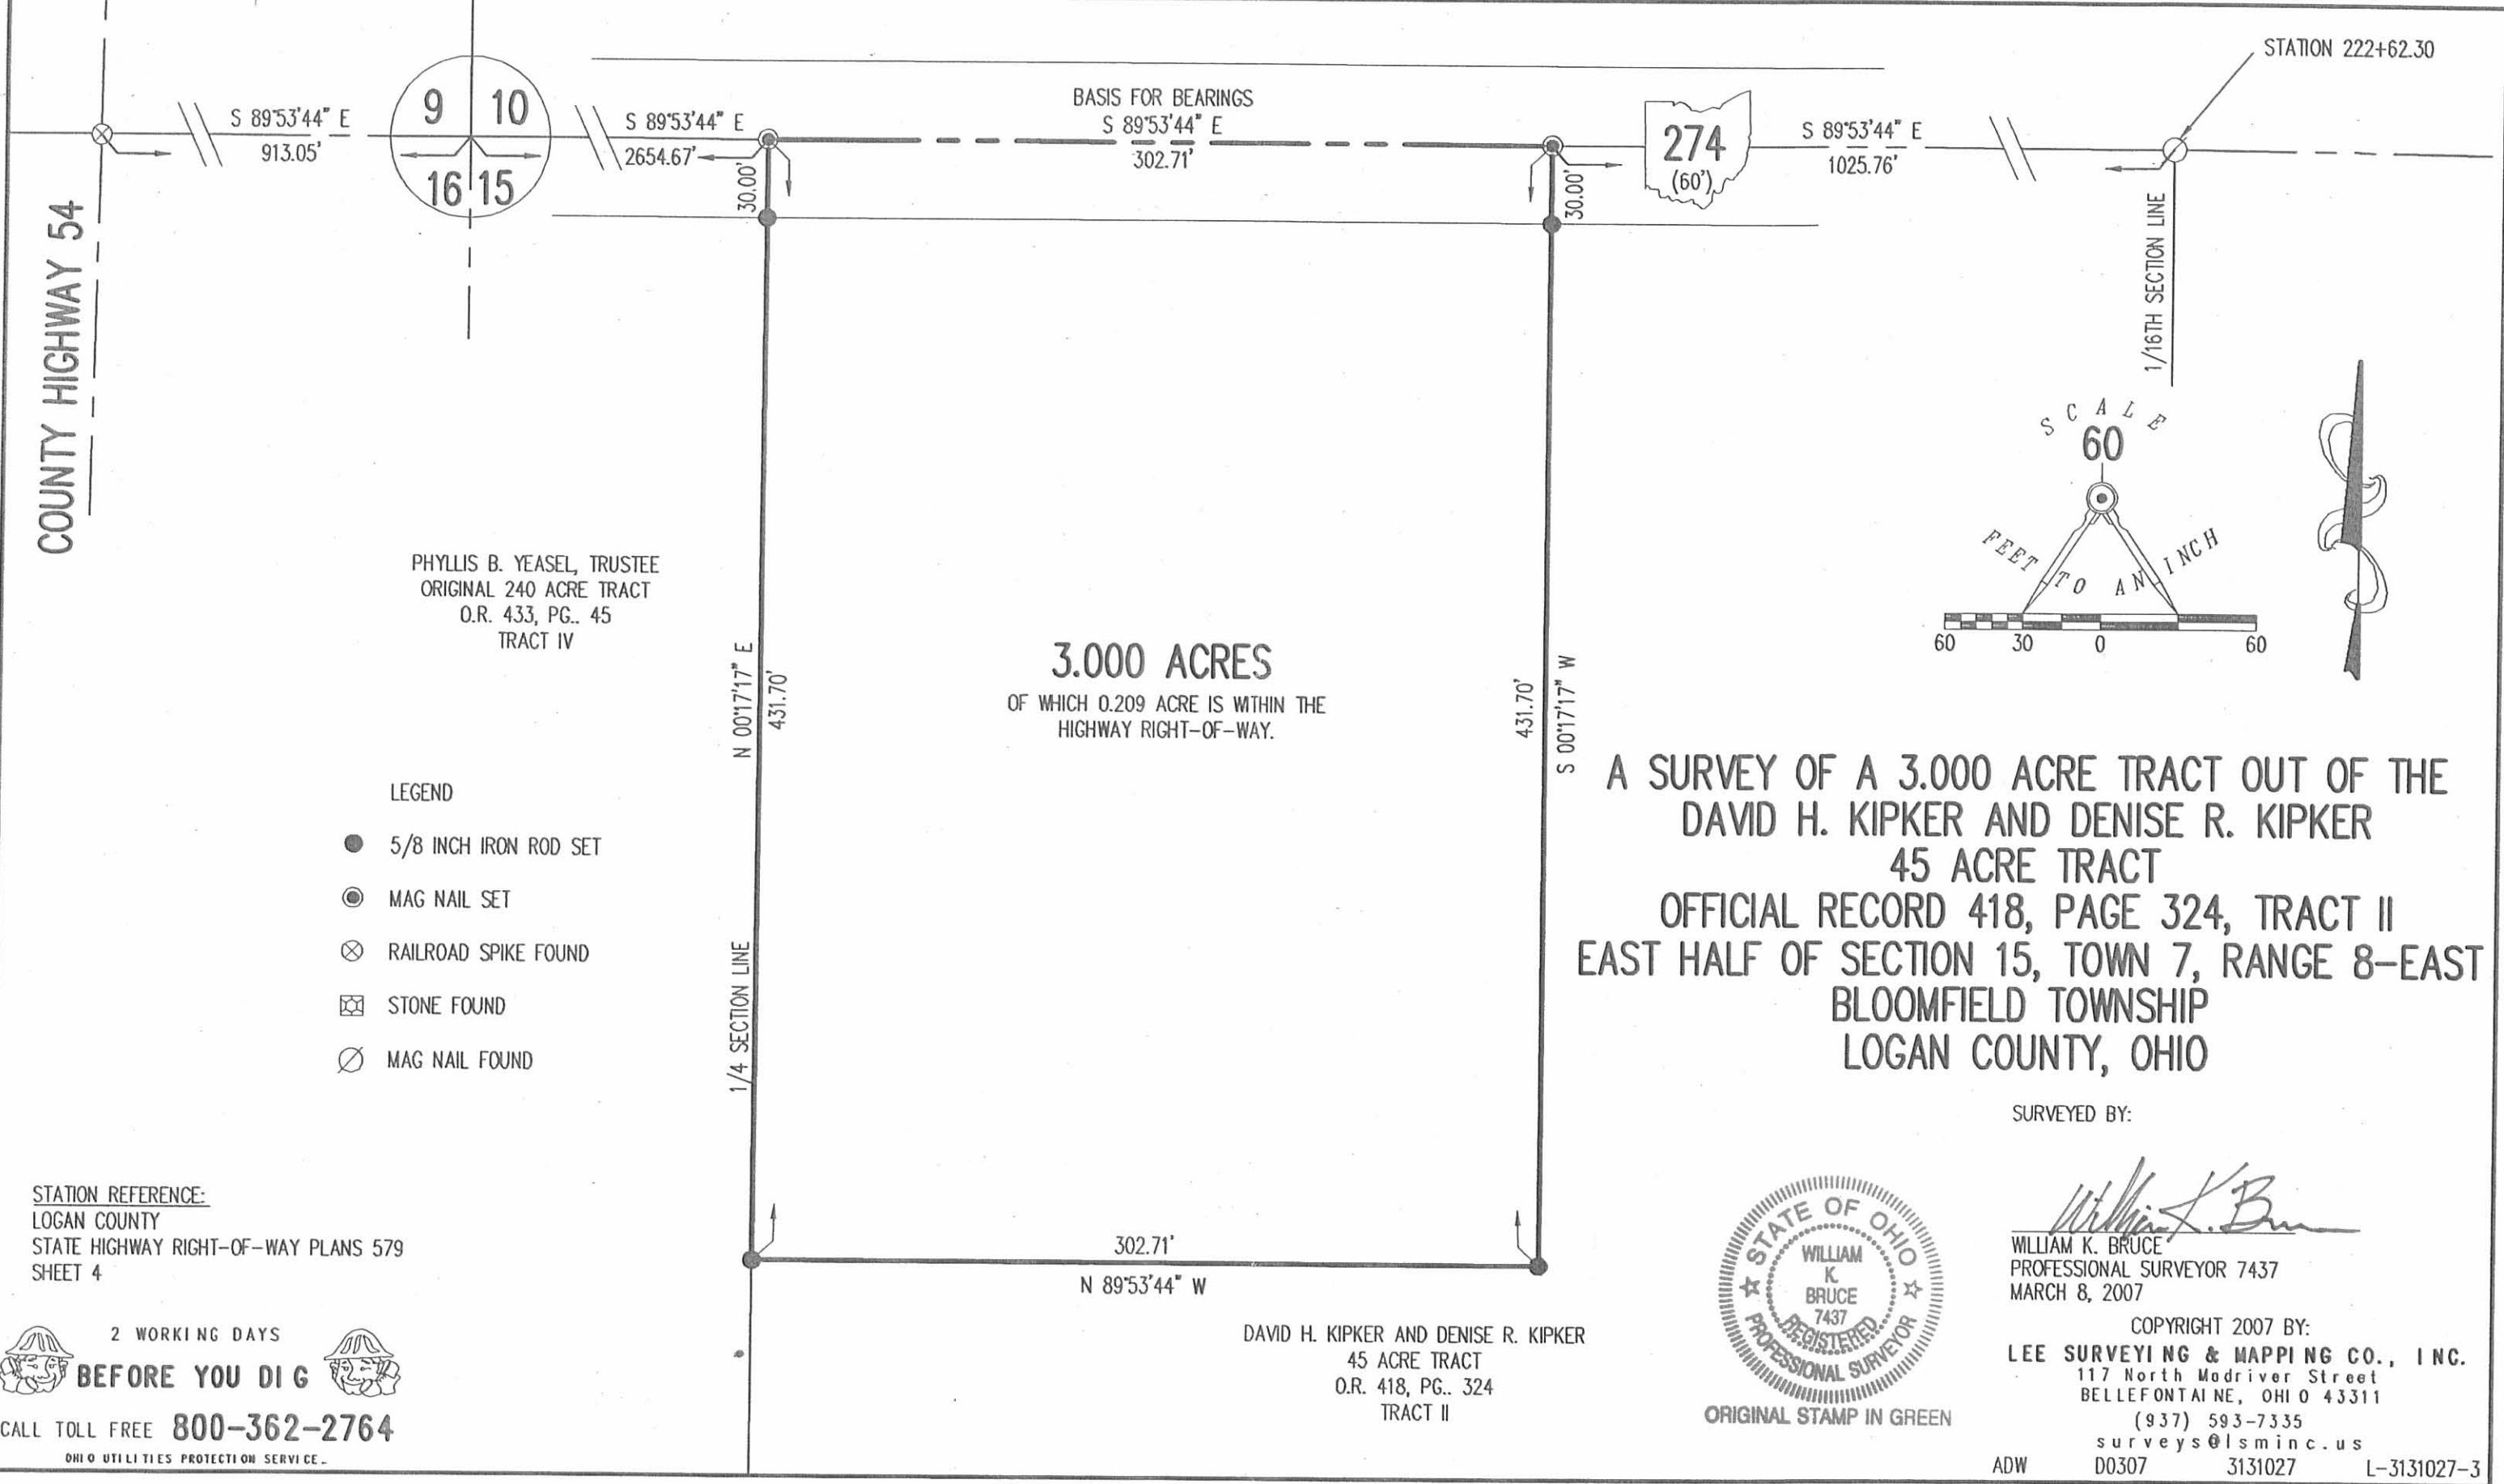 STATION 222+62.30
BASIS FOR BEARINGS
S 89°53'44" E
302.71'
S 89°53'44" E
913.05'
9 10
16 15
S 89°53'44" E
2654.67'
30.00'
30.00'
274
(60')
S 89°53'44" E
1025.76'
1/16TH SECTION LINE
COUNTY HIGHWAY 54
SCALE
60
FEET TO AN INCH
60 30 0 60
PHYLLIS B. YEASEL, TRUSTEE
ORIGINAL 240 ACRE TRACT
O.R. 433, PG.. 45
TRACT IV
N 00°17'17" E
431.70'
3.000 ACRES
OF WHICH 0.209 ACRE IS WITHIN THE
HIGHWAY RIGHT-OF-WAY.
431.70'
S 00°17'17" W
1/4 SECTION LINE
LEGEND
5/8 INCH IRON ROD SET
MAG NAIL SET
RAILROAD SPIKE FOUND
STONE FOUND
MAG NAIL FOUND
A SURVEY OF A 3.000 ACRE TRACT OUT OF THE
DAVID H. KIPKER AND DENISE R. KIPKER
45 ACRE TRACT
OFFICIAL RECORD 418, PAGE 324, TRACT II
EAST HALF OF SECTION 15, TOWN 7, RANGE 8-EAST
BLOOMFIELD TOWNSHIP
LOGAN COUNTY, OHIO
SURVEYED BY:
William K. Bruce
WILLIAM K. BRUCE
PROFESSIONAL SURVEYOR 7437
MARCH 8, 2007
STATE OF OHIO
WILLIAM
K.
BRUCE
7437
REGISTERED
PROFESSIONAL SURVEYOR
ORIGINAL STAMP IN GREEN
COPYRIGHT 2007 BY:
LEE SURVEYING & MAPPING CO., INC.
117 North Madriver Street
BELLEFONTAINE, OHIO 43311
(937) 593-7335
surveys@lsminc.us
ADW D0307 3131027 L-3131027-3
302.71'
N 89°53'44" W
DAVID H. KIPKER AND DENISE R. KIPKER
45 ACRE TRACT
O.R. 418, PG.. 324
TRACT II
STATION REFERENCE:
LOGAN COUNTY
STATE HIGHWAY RIGHT-OF-WAY PLANS 579
SHEET 4
2 WORKING DAYS
BEFORE YOU DIG
CALL TOLL FREE 800-362-2764
OHIO UTILITIES PROTECTION SERVICE.